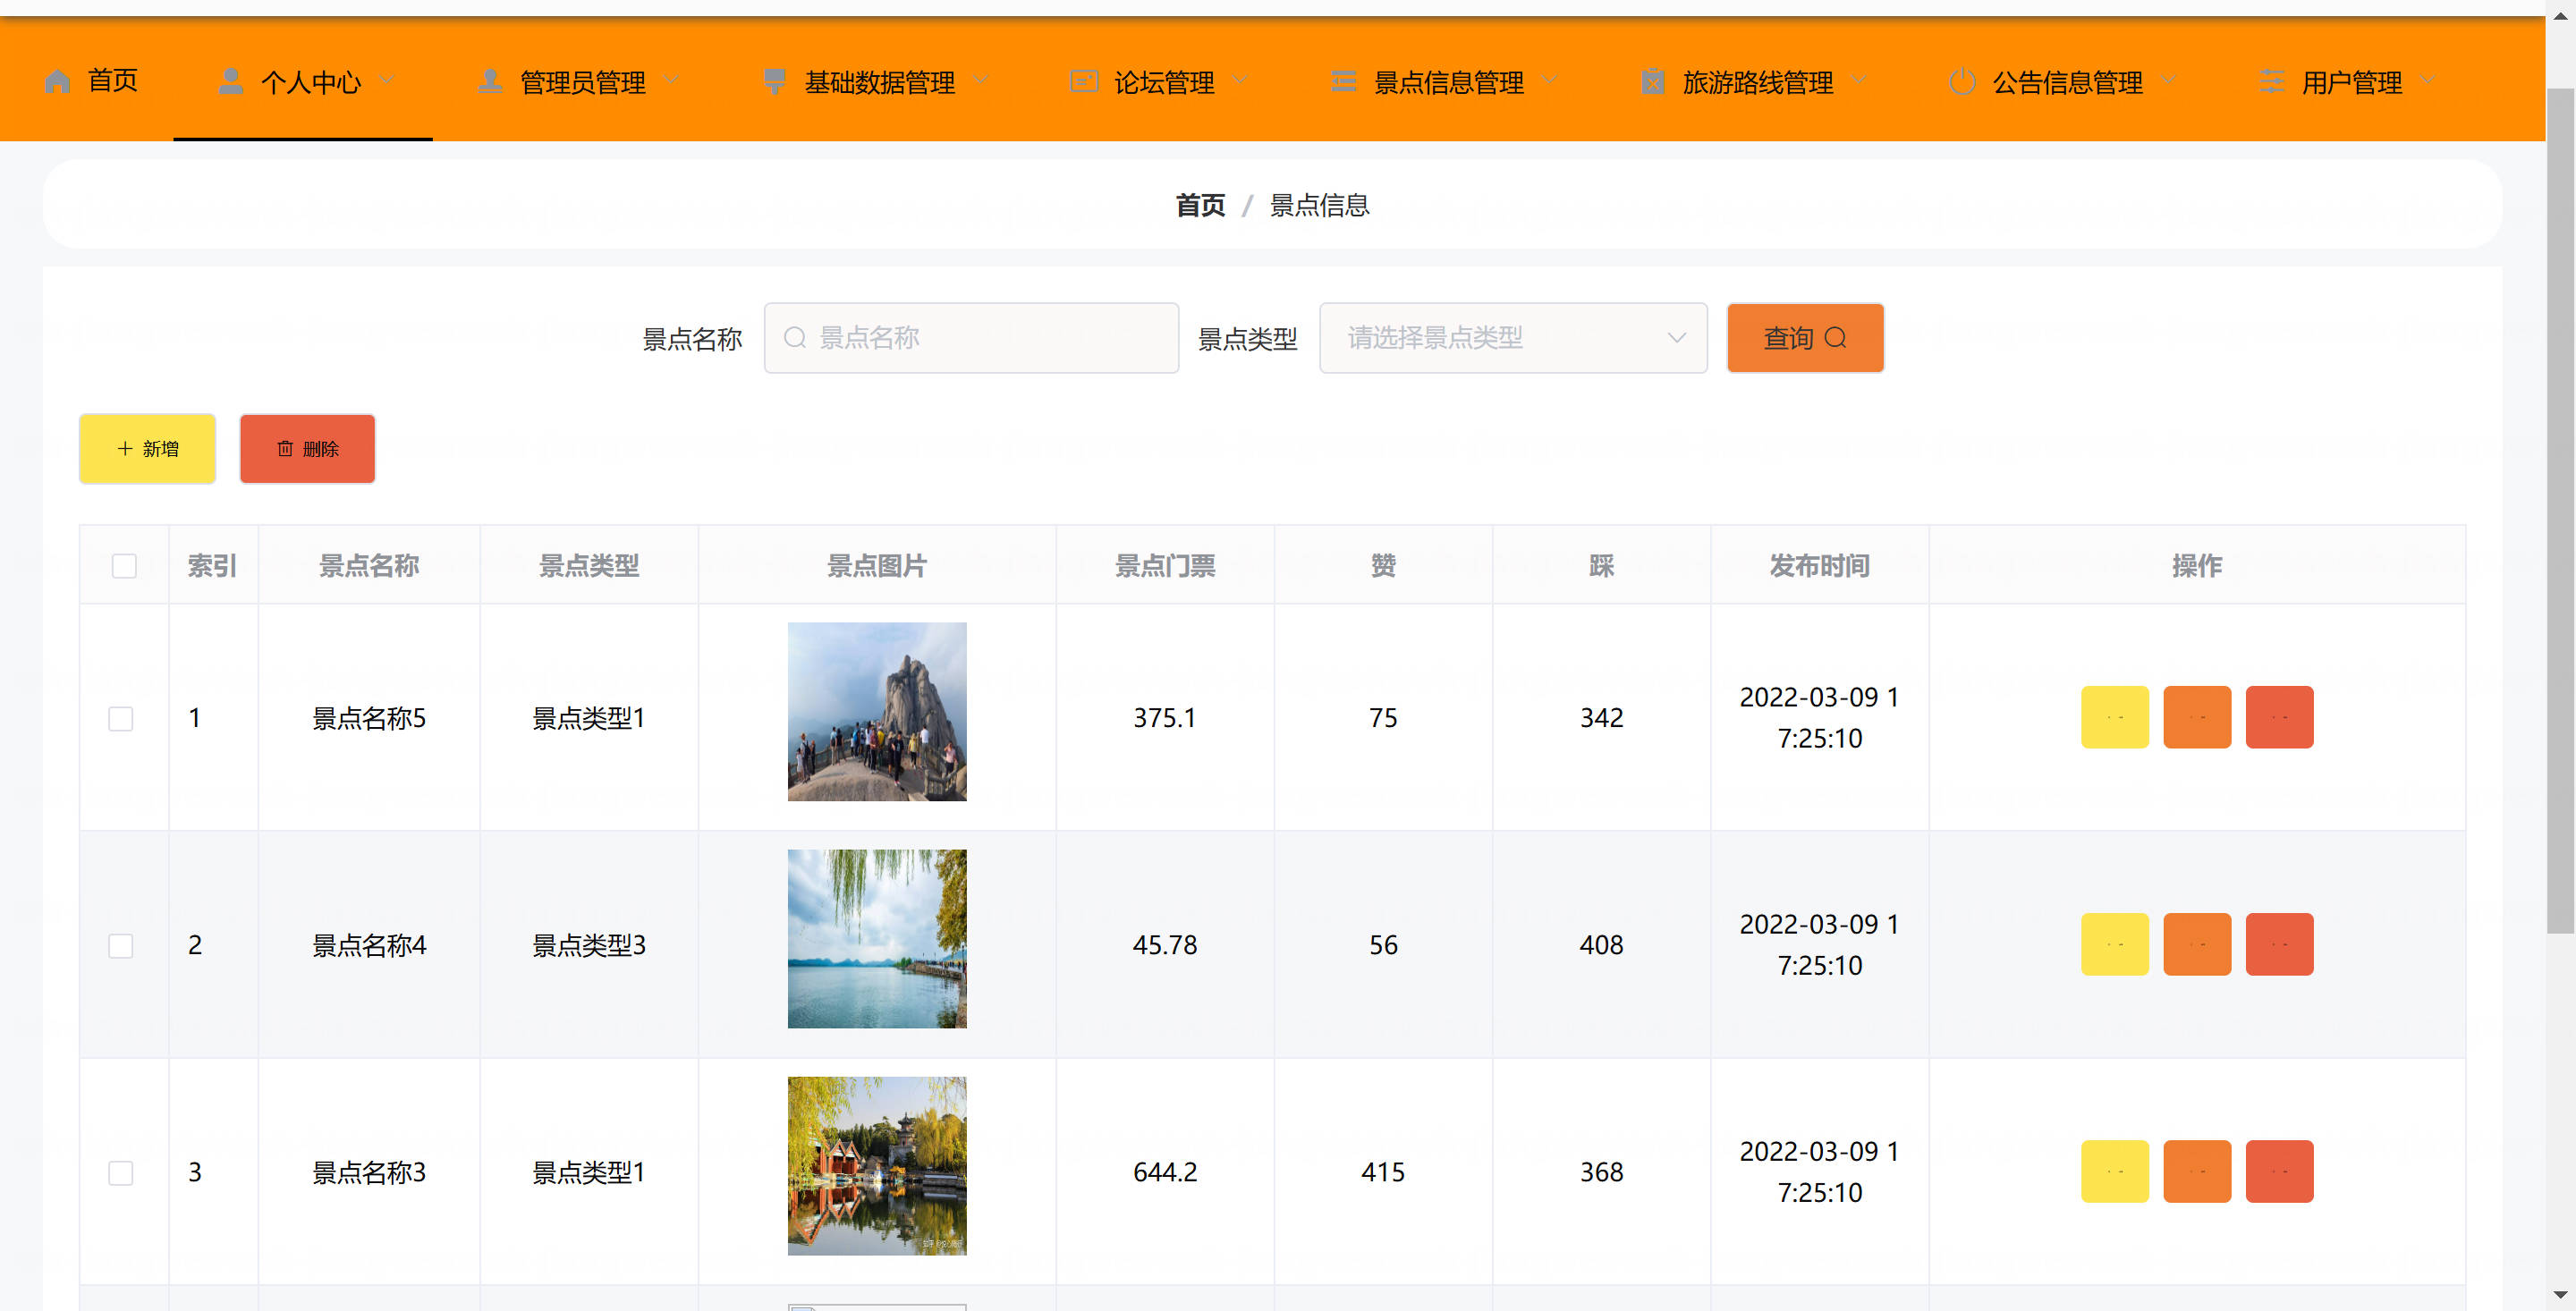 首页 个人中心 管理员管理 基础数据管理 论坛管理 景点信息管理 旅游路线管理 公告信息管理 用户管理
首页 / 景点信息
景点名称 景点名称 景点类型 请选择景点类型 查询
新增 删除
索引 景点名称 景点类型 景点图片 景点门票 赞 踩 发布时间 操作
1 景点名称5 景点类型1 375.1 75 342 2022-03-09 1
7:25:10
2 景点名称4 景点类型3 45.78 56 408 2022-03-09 1
7:25:10
3 景点名称3 景点类型1 644.2 415 368 2022-03-09 1
7:25:10